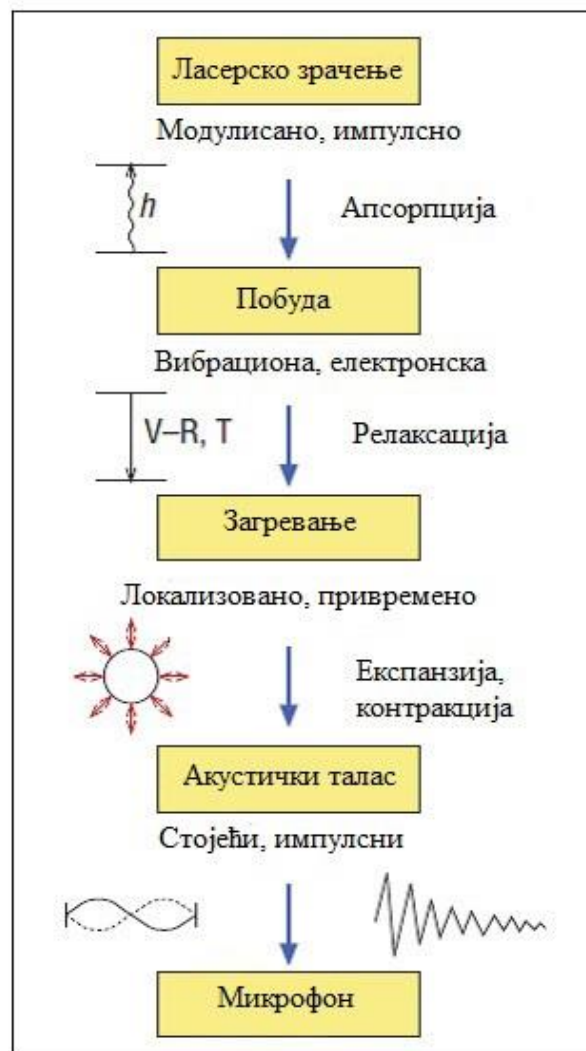 Ласерско зрачење
Модулисано, импулсно
h
Апсорпција
Побуда
Вибрациона, електронска
V–R, T
Релаксација
Загревање
Локализовано, привремено
Експанзија,
контракција
Акустички талас
Стојећи, импулсни
Микрофон